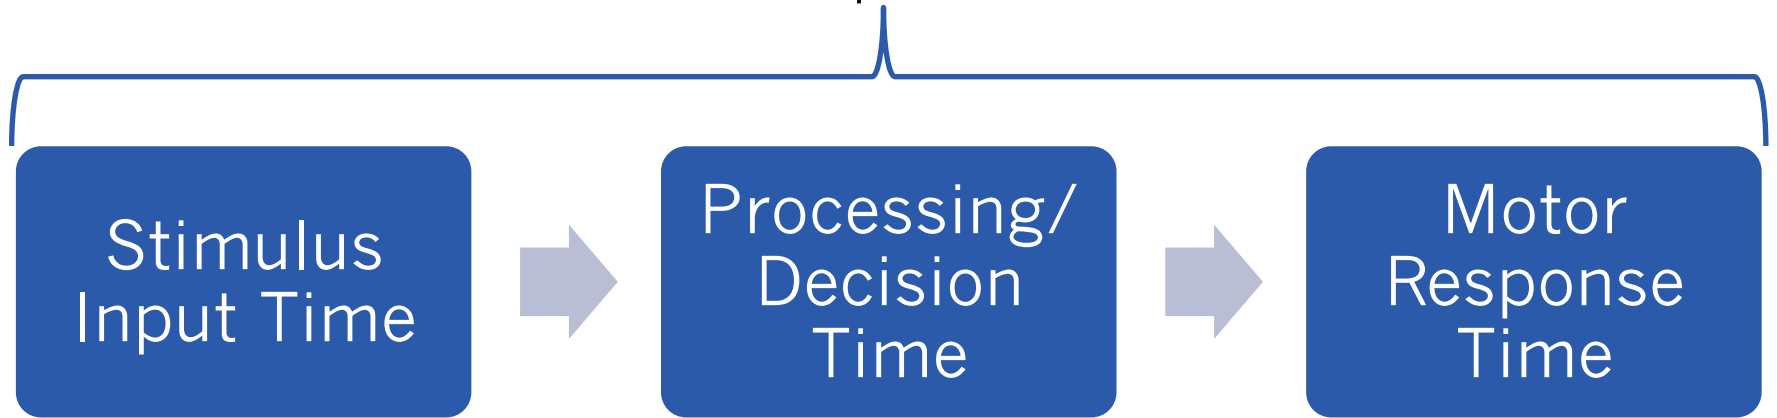 Stimulus
Input Time
Processing/
Decision
Time
Motor
Response
Time